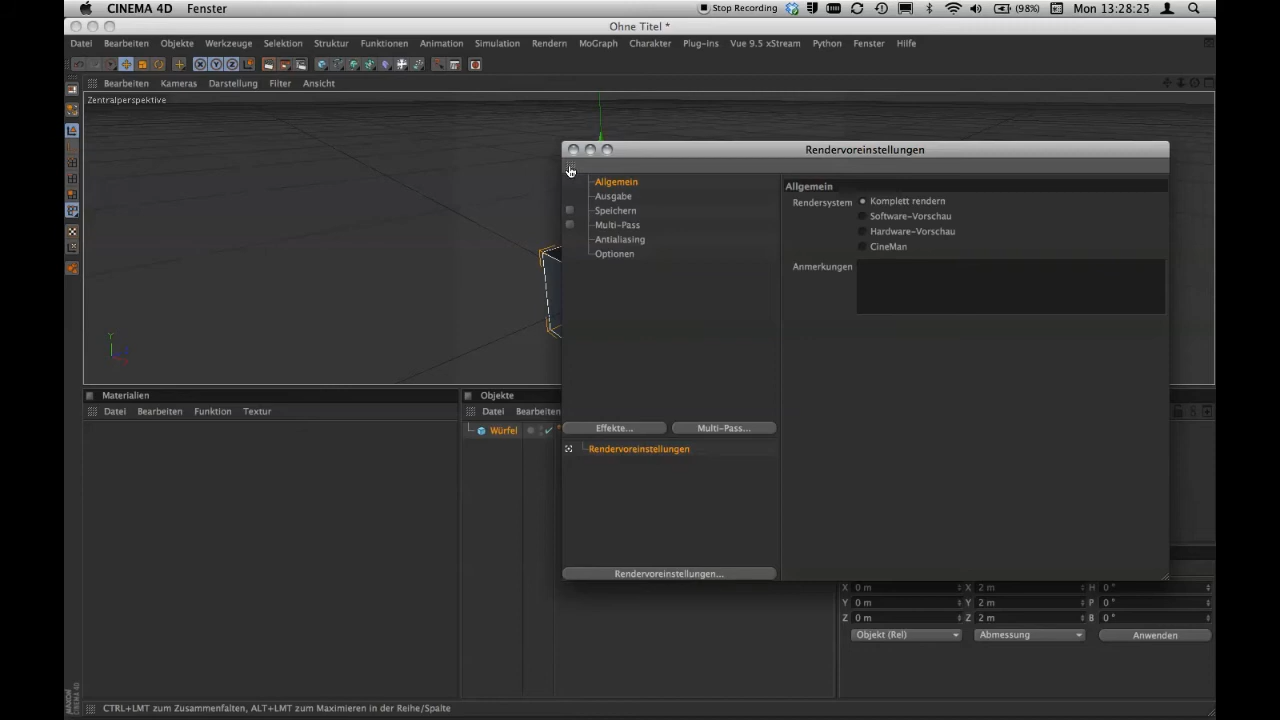 CINEMA 4D Fenster Stop Recording (98%) Mon 13:28:25
Ohne Titel *
Datei Bearbeiten Objekte Werkzeuge Selektion Struktur Funktionen Animation Simulation Rendern MoGraph Charakter Plug-ins Vue 9.5 xStream Python Fenster Hilfe
Bearbeiten Kameras Darstellung Filter Ansicht
Zentralperspektive
Rendervoreinstellungen
Allgemein
Ausgabe
Speichern
Multi-Pass
Antialiasing
Optionen
Effekte... Multi-Pass...
Rendervoreinstellungen
Rendervoreinstellungen...
Allgemein
Rendersystem Komplett rendern
Software-Vorschau
Hardware-Vorschau
CineMan
Anmerkungen
Y
Materialien
Datei Bearbeiten Funktion Textur
Objekte
Datei Bearbeiten
Würfel
X 0 m X 2 m H 0 °
Y 0 m Y 2 m P 0 °
Z 0 m Z 2 m B 0 °
Objekt (Rel) Abmessung Anwenden
MAXON CINEMA 4D
CTRL+LMT zum Zusammenfalten, ALT+LMT zum Maximieren in der Reihe/Spalte